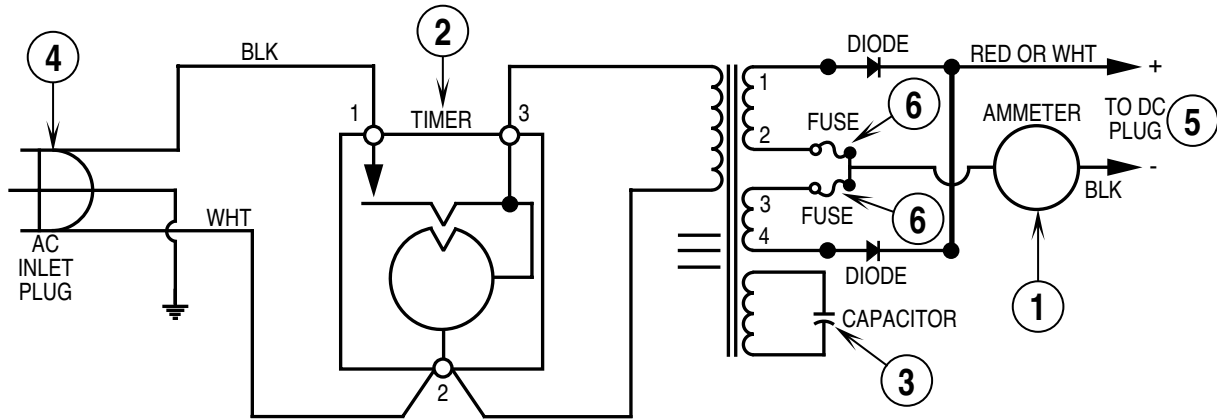 4
BLK
2
1
TIMER
3
WHT
AC
INLET
PLUG
2
1
2
3
4
DIODE
RED OR WHT
+
FUSE
6
AMMETER
TO DC
PLUG
5
-
BLK
FUSE
6
DIODE
1
CAPACITOR
3